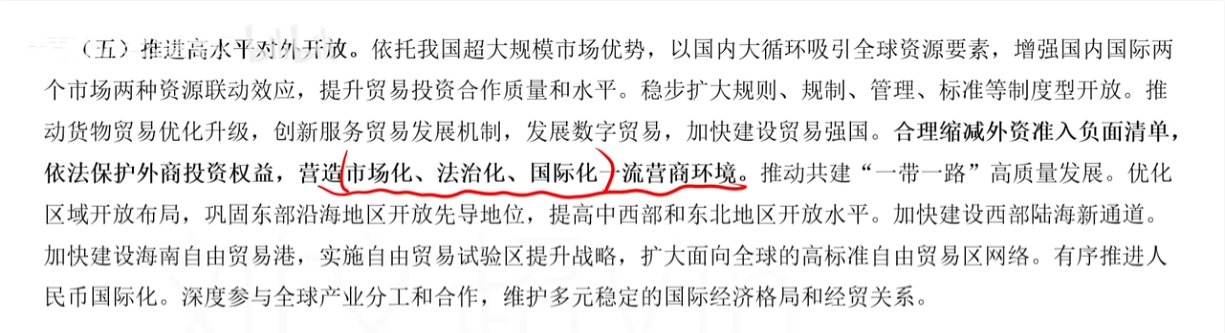 （五）推进高水平对外开放。依托我国超大规模市场优势，以国内大循环吸引全球资源要素，增强国内国际两
个市场两种资源联动效应，提升贸易投资合作质量和水平。稳步扩大规则、规制、管理、标准等制度型开放。推
动货物贸易优化升级，创新服务贸易发展机制，发展数字贸易，加快建设贸易强国。合理缩减外资准入负面清单，
依法保护外商投资权益，营造市场化、法治化、国际化一流营商环境。推动共建“一带一路”高质量发展。优化
区域开放布局，巩固东部沿海地区开放先导地位，提高中西部和东北地区开放水平。加快建设西部陆海新通道。
加快建设海南自由贸易港，实施自由贸易试验区提升战略，扩大面向全球的高标准自由贸易区网络。有序推进人
民币国际化。深度参与全球产业分工和合作，维护多元稳定的国际经济格局和经贸关系。